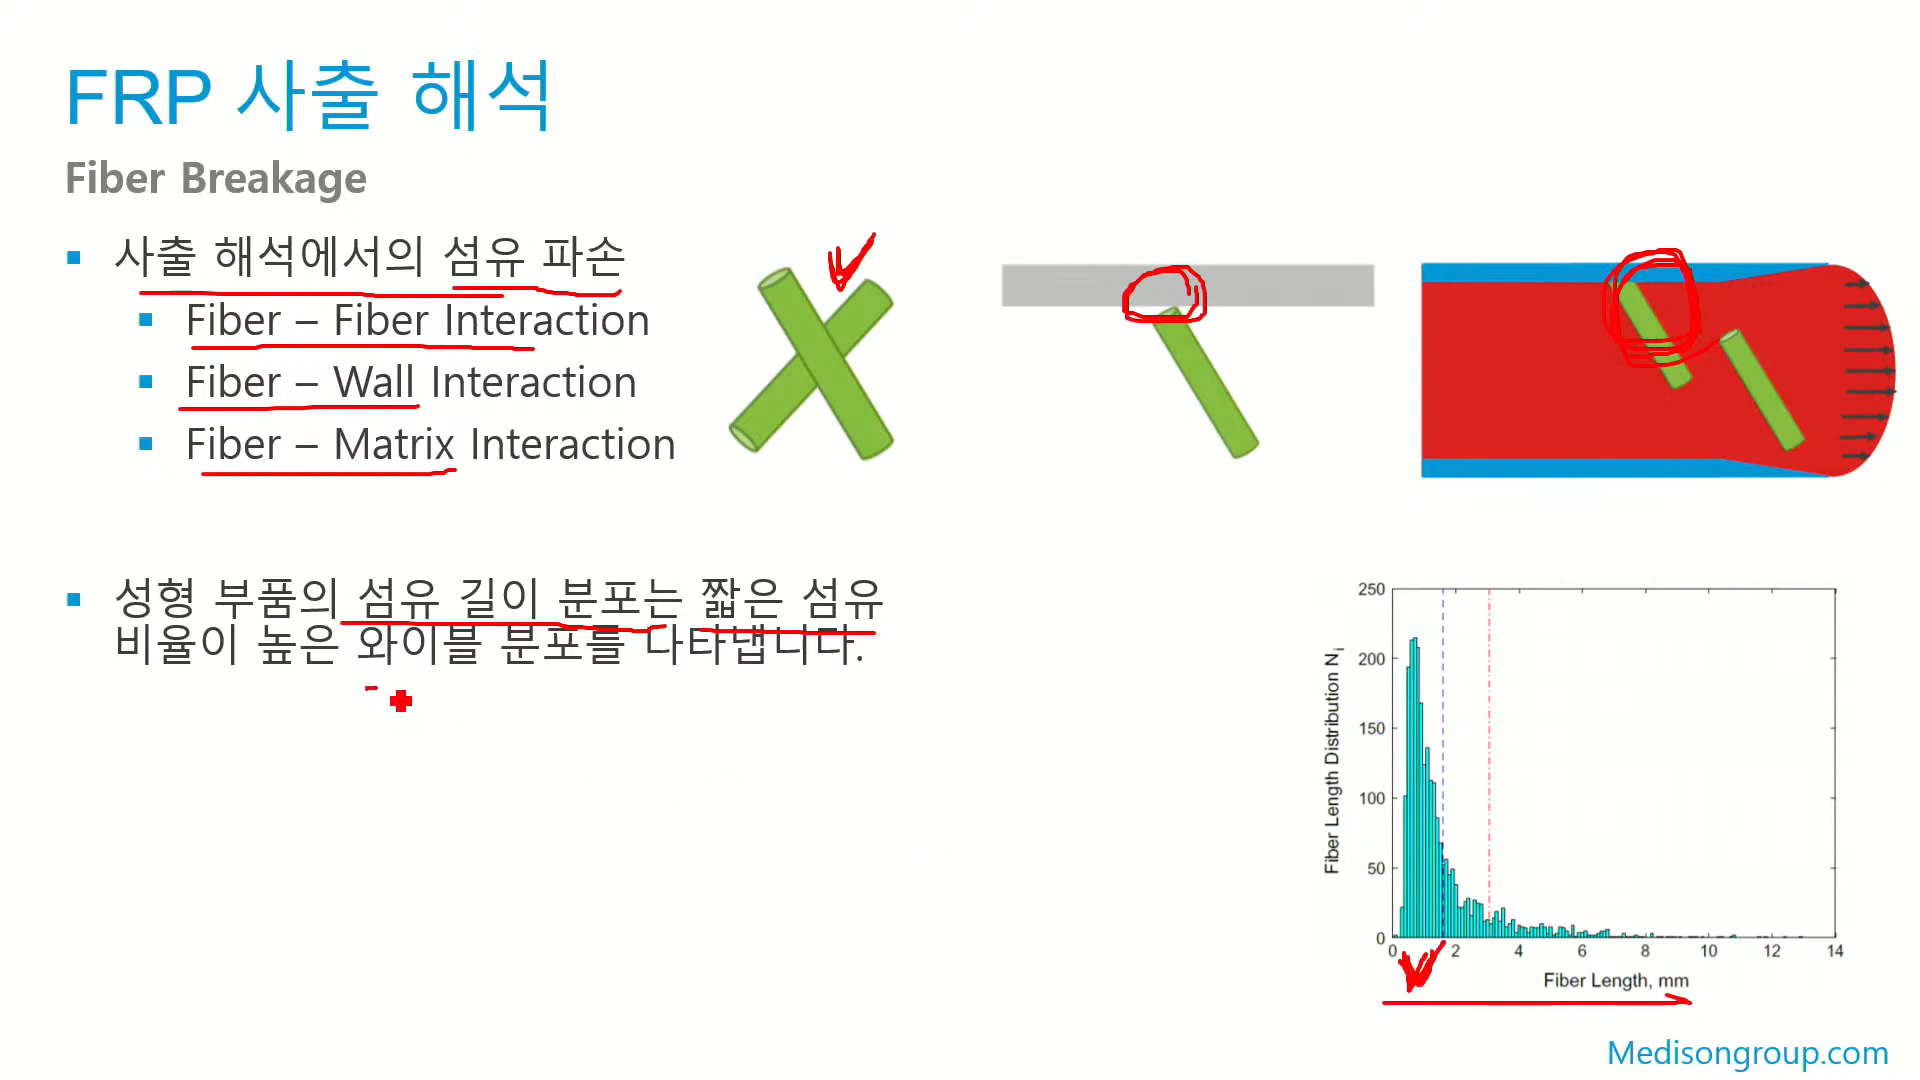 FRP 사출 해석
Fiber Breakage
사출 해석에서의 섬유 파손
Fiber – Fiber Interaction
Fiber – Wall Interaction
Fiber – Matrix Interaction
성형 부품의 섬유 길이 분포는 짧은 섬유
비율이 높은 와이블 분포를 나타냅니다.
250
200
150
100
50
0
Fiber Length Distribution Ni
0 2 4 6 8 10 12 14
Fiber Length, mm
Medisongroup.com